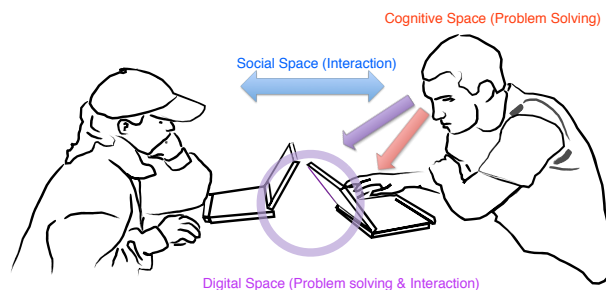 Cognitive Space (Problem Solving)
Social Space (Interaction)
Digital Space (Problem solving & Interaction)